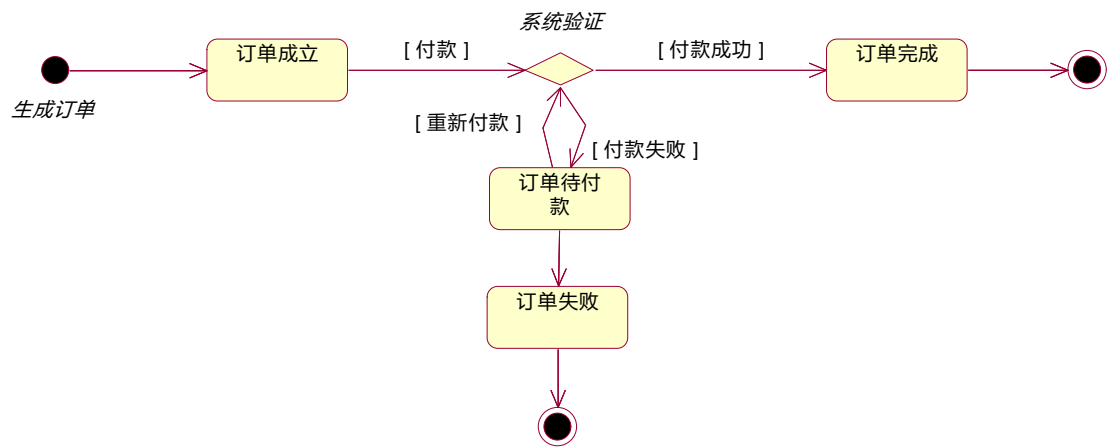 系统验证
订单成立
[ 付款 ]
[ 付款成功 ]
订单完成
生成订单
[ 重新付款 ]
[ 付款失败 ]
订单待付
款
订单失败